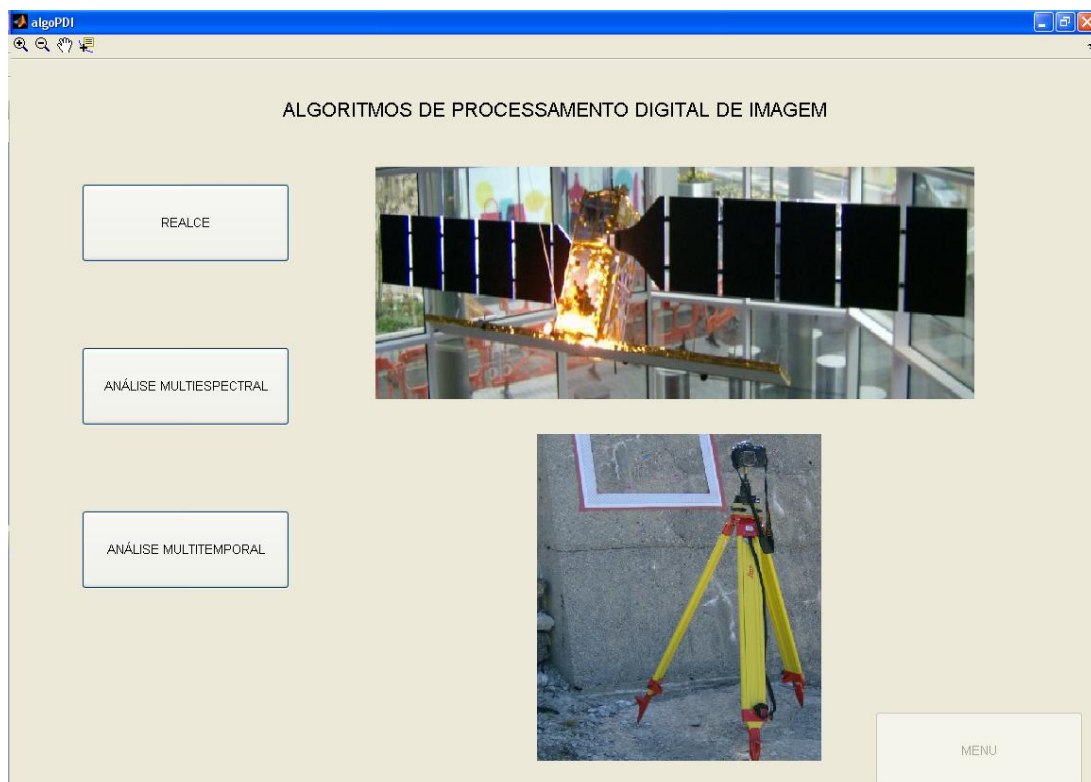 algoPDI
ALGORITMOS DE PROCESSAMENTO DIGITAL DE IMAGEM
REALCE
ANÁLISE MULTIESPECTRAL
ANÁLISE MULTITEMPORAL
MENU